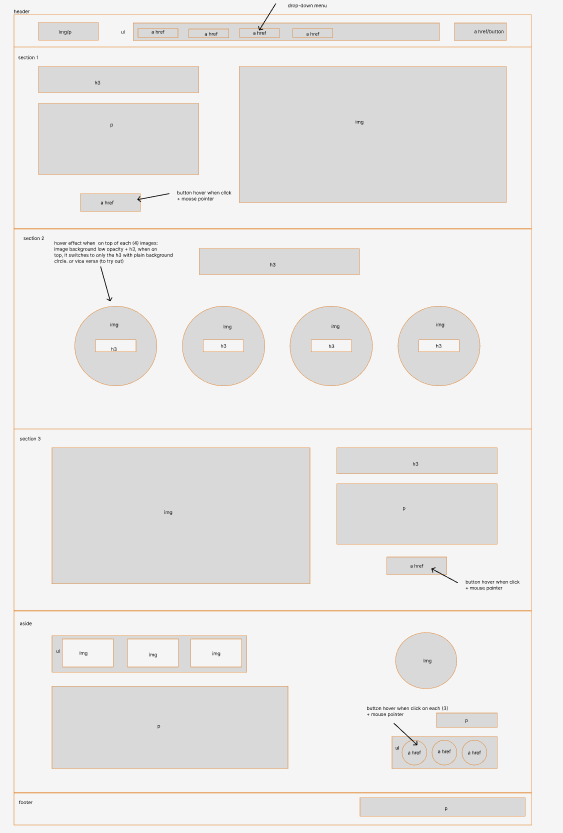 drop-down menu
header
img/p
ul
a href
a href
a href
a href
a href/button
section 1
h3
p
img
button hover when click
+ mouse pointer
a href
section 2
hover effect when on top of each (4) images:
image background low opacity + h3, when on
top, it switches to only the h3 with plain background
circle. or vice verse (to try out)
h3
img
img
img
img
h3
h3
h3
h3
section 3
img
h3
p
a href
button hover when click
+ mouse pointer
aside
ul
img
img
img
img
p
button hover when click on each (3)
+ mouse pointer
p
ul
a href
a href
a href
footer
p